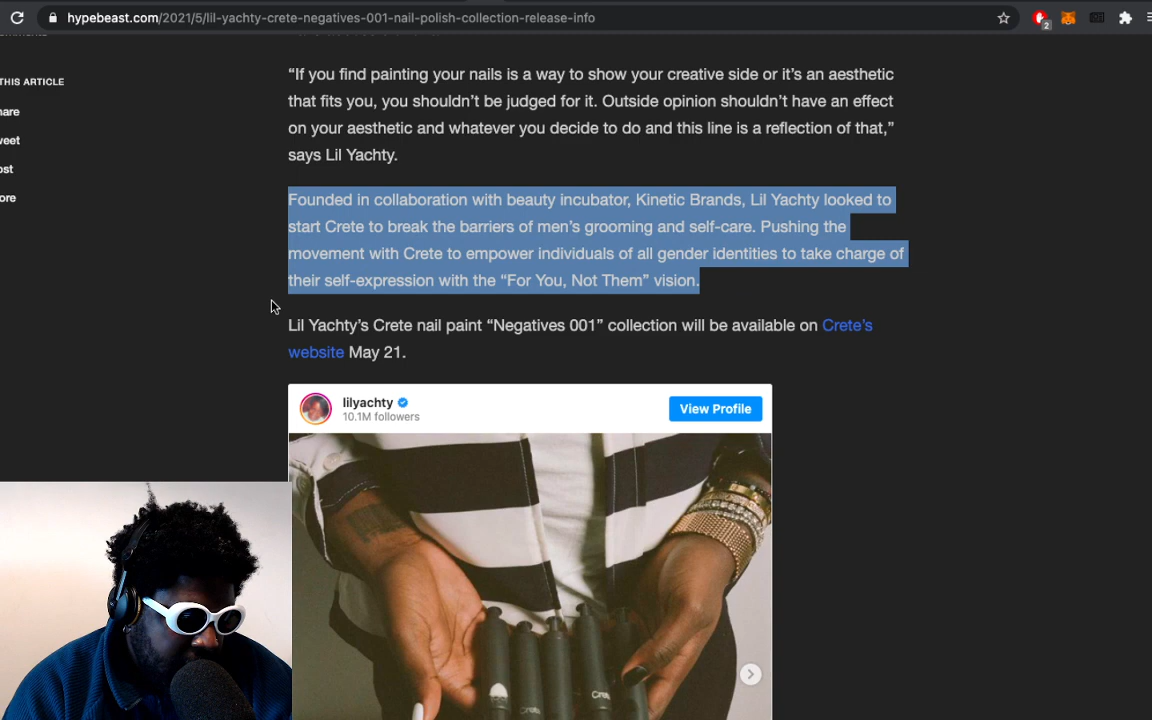 hypebeast.com/2021/5/lil-yachty-crete-negatives-001-nail-polish-collection-release-info
2
THIS ARTICLE
hare
weet
ost
ore
“If you find painting your nails is a way to show your creative side or it’s an aesthetic
that fits you, you shouldn’t be judged for it. Outside opinion shouldn’t have an effect
on your aesthetic and whatever you decide to do and this line is a reflection of that,”
says Lil Yachty.
Founded in collaboration with beauty incubator, Kinetic Brands, Lil Yachty looked to
start Crete to break the barriers of men’s grooming and self-care. Pushing the
movement with Crete to empower individuals of all gender identities to take charge of
their self-expression with the “For You, Not Them” vision.
Lil Yachty’s Crete nail paint “Negatives 001” collection will be available on Crete’s
website May 21.
lilyachty
10.1M followers
View Profile
Crete